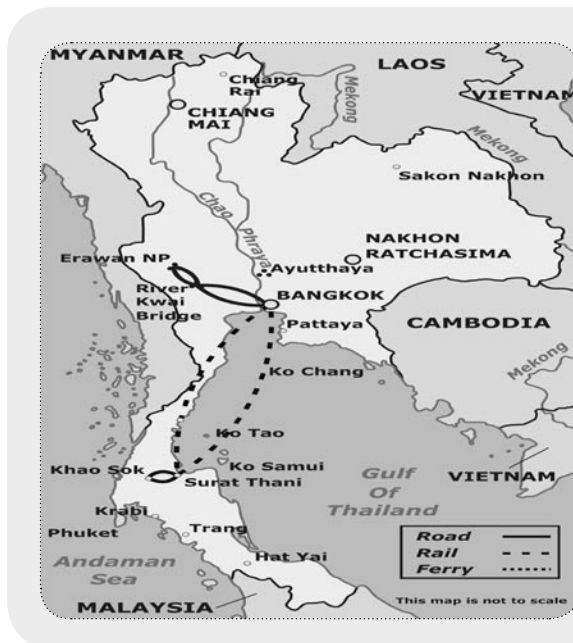 MYANMAR
LAOS
Chiang
Rai
CHIANG
MAI
Mekong
VIETNAM
Mekong
Sakon Nakhon
Chao
Phraya
Erawan NP
Ayutthaya
NAKHON
RATCHASIMA
River
Kwai
Bridge
BANGKOK
Pattaya
CAMBODIA
Mekong
Ko Chang
Ko Tao
Khao Sok
Ko Samui
Surat Thani
Gulf
Of
Thailand
VIETNAM
Krabi
Phuket
Trang
Hat Yai
Andaman
Sea
MALAYSIA
Road
Rail
Ferry
This map is not to scale